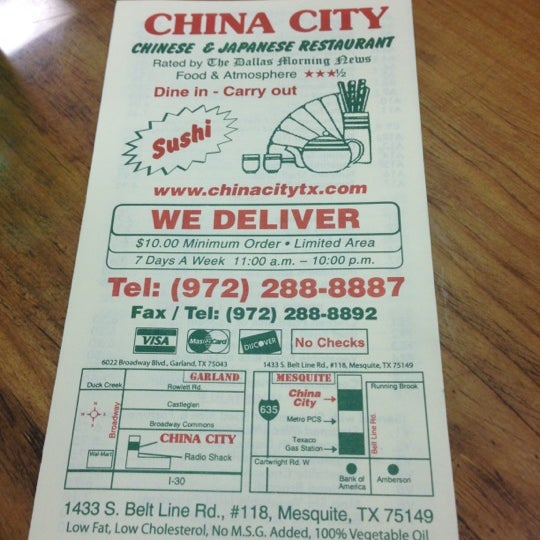 CHINA CITY
CHINESE & JAPANESE RESTAURANT
Rated by The Dallas Morning News
Food & Atmosphere ★★★½
Dine in - Carry out
Sushi
www.chinacitytx.com
WE DELIVER
$10.00 Minimum Order • Limited Area
7 Days A Week 11:00 a.m. – 10:00 p.m.
Tel: (972) 288-8887
Fax / Tel: (972) 288-8892
VISA MasterCard DISCOVER No Checks
6022 Broadway Blvd., Garland, TX 75043
GARLAND
Duck Creek
Rowlett Rd.
Castleglen
Broadway
Broadway Commons
CHINA CITY
Wal-Mart
Radio Shack
I-30
1433 S. Belt Line Rd., #118, Mesquite, TX 75149
MESQUITE
Running Brook
China
City
635
Metro PCS
Belt Line Rd.
Texaco
Gas Station
Cartwright Rd. W
Bank of
America
Amberson
1433 S. Belt Line Rd., #118, Mesquite, TX 75149
Low Fat, Low Cholesterol, No M.S.G. Added, 100% Vegetable Oil